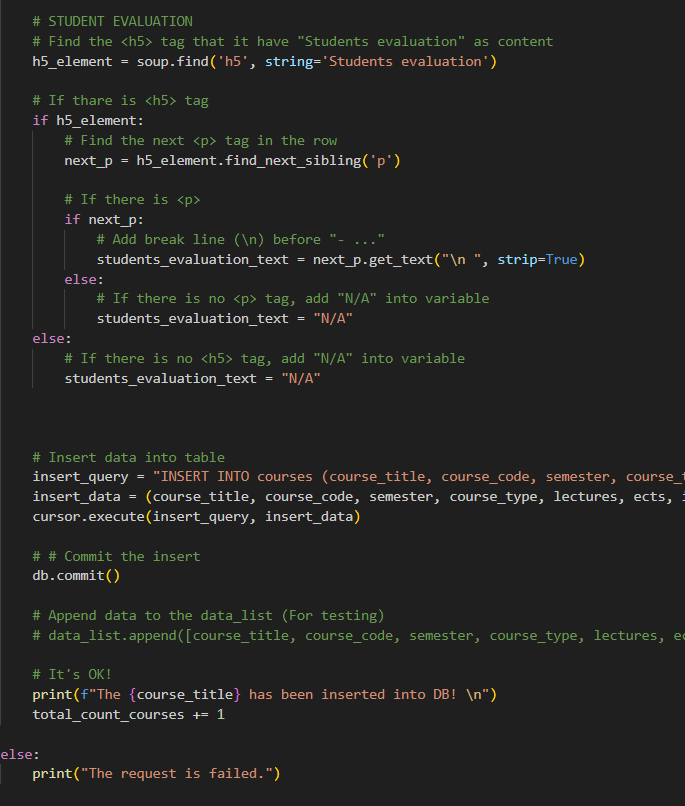 # STUDENT EVALUATION
# Find the <h5> tag that it have "Students evaluation" as content
h5_element = soup.find('h5', string='Students evaluation')
# If thare is <h5> tag
if h5_element:
# Find the next <p> tag in the row
next_p = h5_element.find_next_sibling('p')
# If there is <p>
if next_p:
# Add break line (\n) before "- ..."
students_evaluation_text = next_p.get_text("\n ", strip=True)
else:
# If there is no <p> tag, add "N/A" into variable
students_evaluation_text = "N/A"
else:
# If there is no <h5> tag, add "N/A" into variable
students_evaluation_text = "N/A"
# Insert data into table
insert_query = "INSERT INTO courses (course_title, course_code, semester, course_
insert_data = (course_title, course_code, semester, course_type, lectures, ects,
cursor.execute(insert_query, insert_data)
# # Commit the insert
db.commit()
# Append data to the data_list (For testing)
# data_list.append([course_title, course_code, semester, course_type, lectures,
# It's OK!
print(f"The {course_title} has been inserted into DB! \n")
total_count_courses += 1
else:
print("The request is failed.")